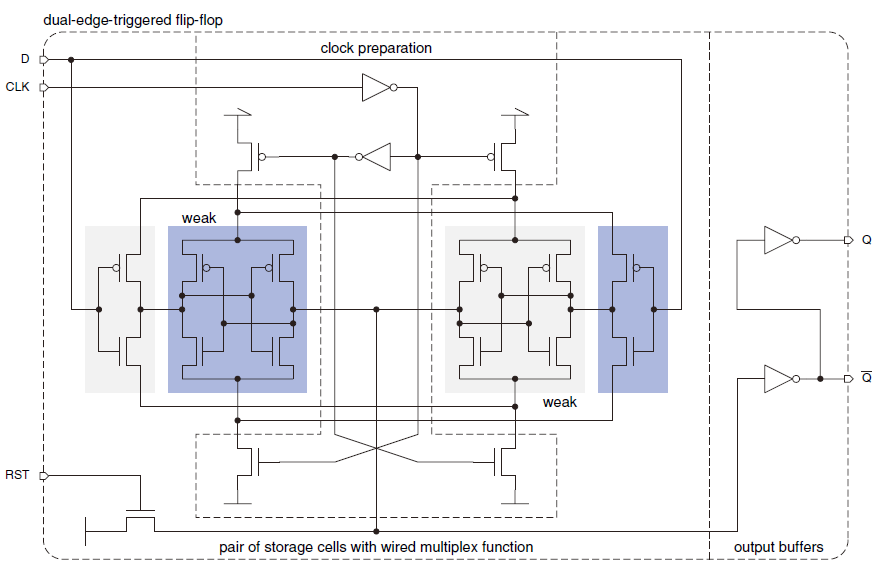 dual-edge-triggered flip-flop
D
clock preparation
CLK
weak
Q
Q̅
weak
RST
pair of storage cells with wired multiplex function
output buffers